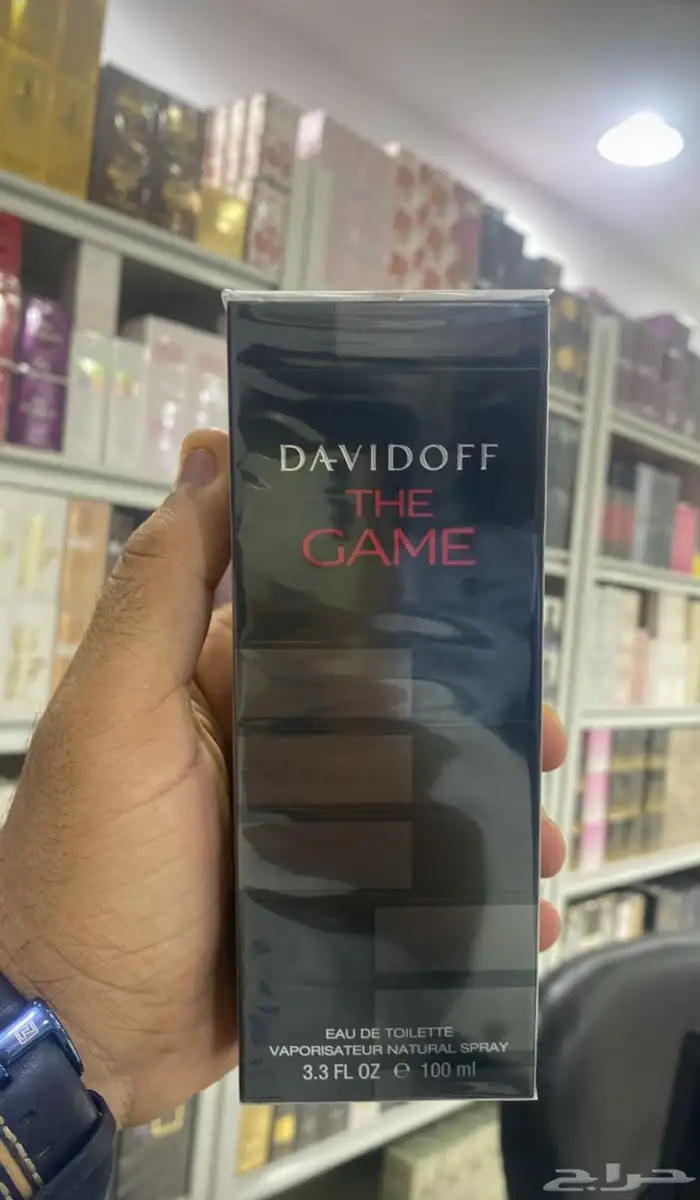 DAVIDOFF
THE
GAME
EAU DE TOILETTE
VAPORISATEUR NATURAL SPRAY
3.3 FL OZ ℮ 100 ml
حراج